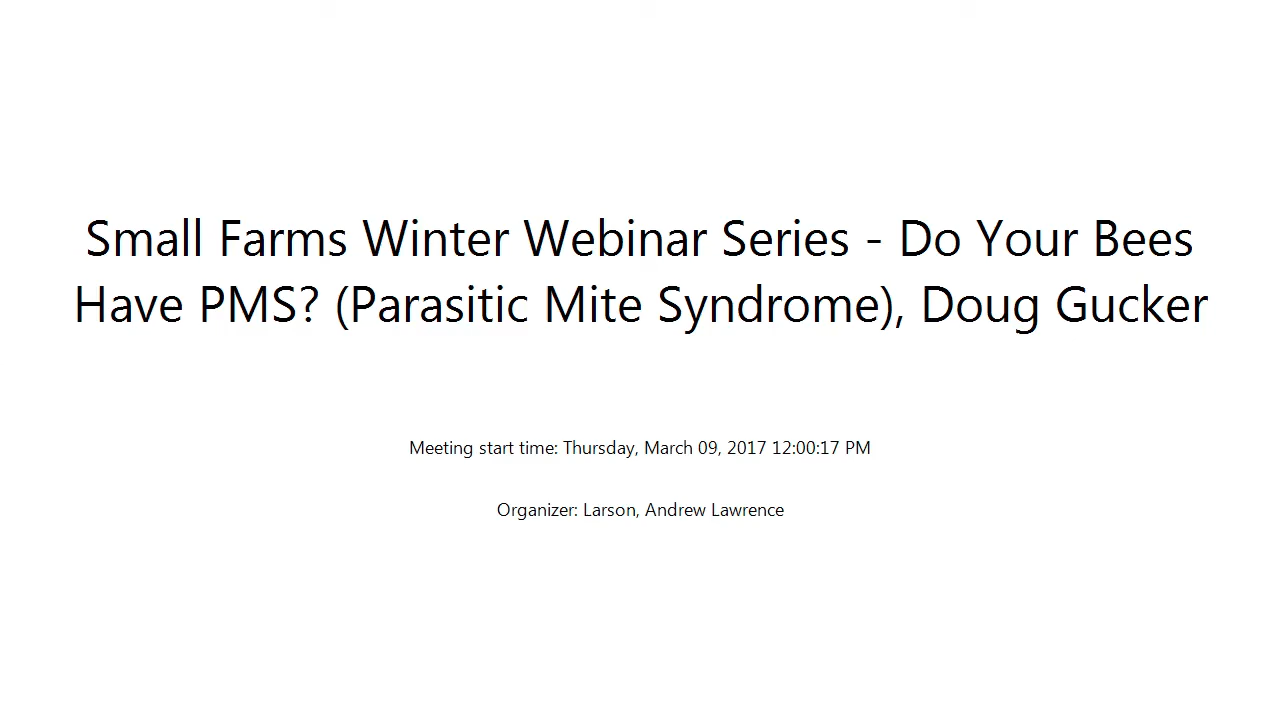 Small Farms Winter Webinar Series - Do Your Bees
Have PMS? (Parasitic Mite Syndrome), Doug Gucker
Meeting start time: Thursday, March 09, 2017 12:00:17 PM
Organizer: Larson, Andrew Lawrence